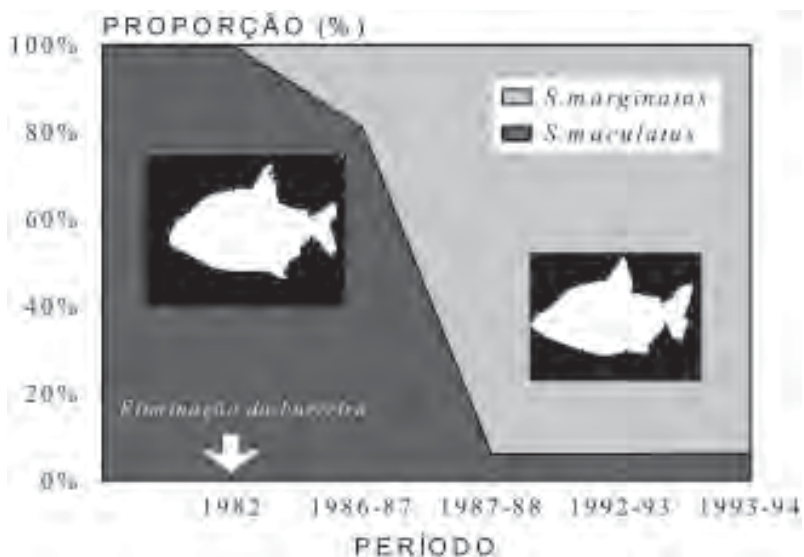 PROPORÇÃO (%)
100%
80%
60%
40%
20%
0%
S.marginatus
S.maculatus
Eliminação da barreira
1982 1986-87 1987-88 1992-93 1993-94
PERÍODO